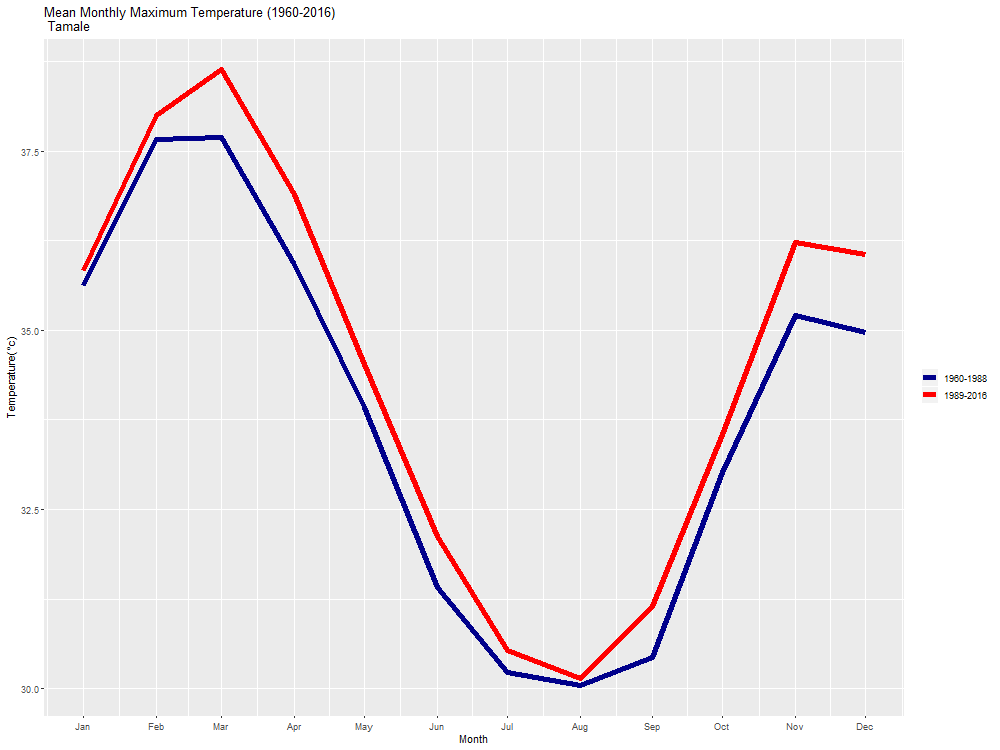 Mean Monthly Maximum Temperature (1960-2016)
Tamale
Temperature(°c)
37.5
35.0
32.5
30.0
Jan Feb Mar Apr May Jun Jul Aug Sep Oct Nov Dec
Month
1960-1988
1989-2016